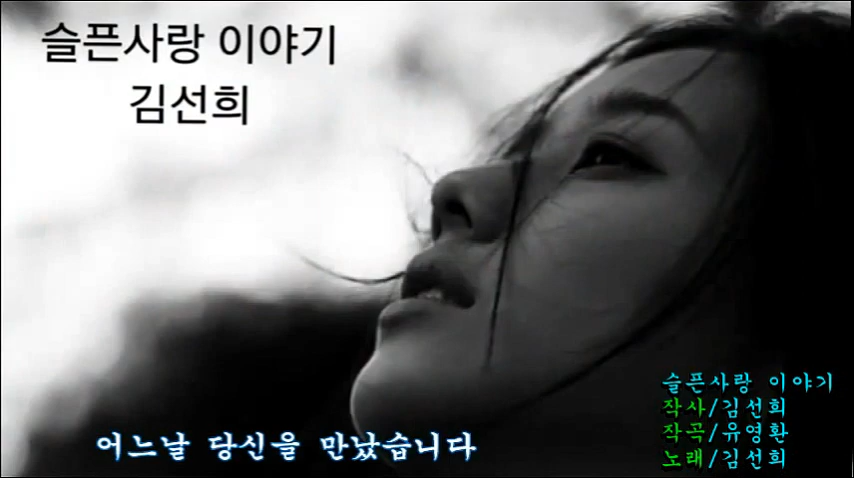 슬픈사랑 이야기
김선희
슬픈사랑 이야기
작사/김선희
작곡/유영환
노래/김선희
어느날 당신을 만났습니다